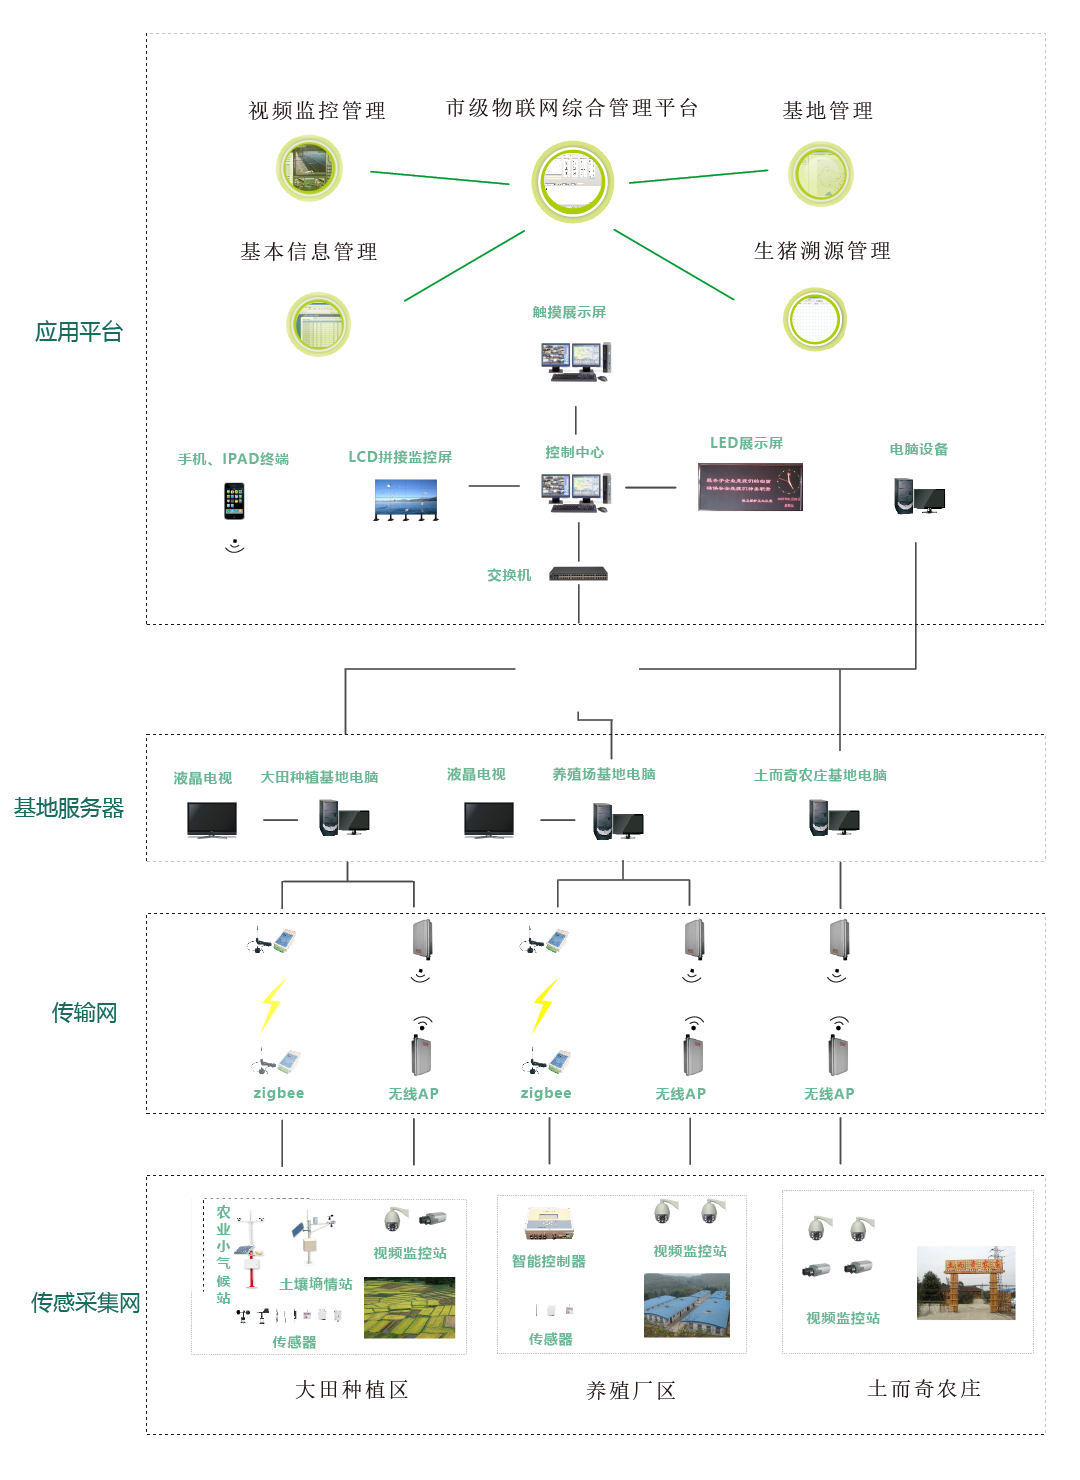 视频监控管理
市级物联网综合管理平台
基地管理
基本信息管理
生猪溯源管理
应用平台
触摸展示屏
手机、IPAD终端
LCD拼接监控屏
控制中心
LED展示屏
电脑设备
交换机
基地服务器
液晶电视
大田种植基地电脑
液晶电视
养殖场基地电脑
土而奇农庄基地电脑
传输网
zigbee
无线AP
zigbee
无线AP
无线AP
传感采集网
农业小气候站
土壤墒情站
视频监控站
传感器
智能控制器
视频监控站
传感器
视频监控站
大田种植区
养殖厂区
土而奇农庄